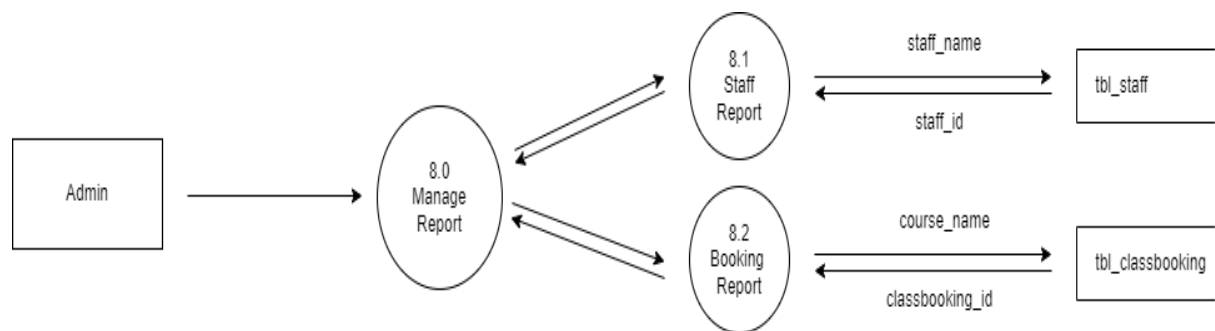 Admin
8.0
Manage
Report
8.1
Staff
Report
staff_name
staff_id
tbl_staff
8.2
Booking
Report
course_name
classbooking_id
tbl_classbooking